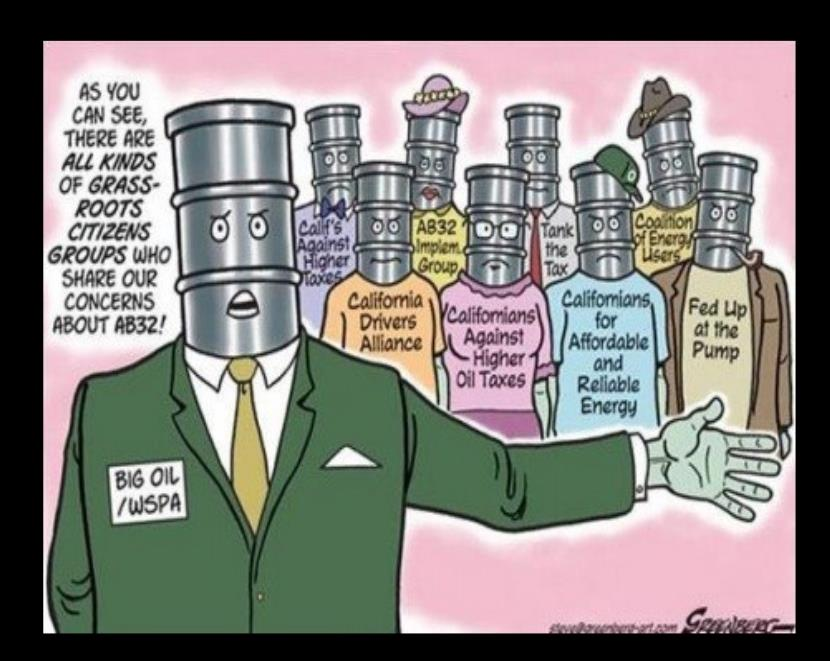 AS YOU
CAN SEE,
THERE ARE
ALL KINDS
OF GRASS-
ROOTS
CITIZENS
GROUPS WHO
SHARE OUR
CONCERNS
ABOUT AB32!
BIG OIL
/WSPA
Calif's
Against
Higher
Taxes
AB32
Implem.
Group
Tank
the
Tax
Coalition
of Energy
Users
California
Drivers
Alliance
Californians
Against
Higher
Oil Taxes
Californians
for
Affordable
and
Reliable
Energy
Fed Up
at the
Pump
steve@greenberg-art.com
GREENBERG